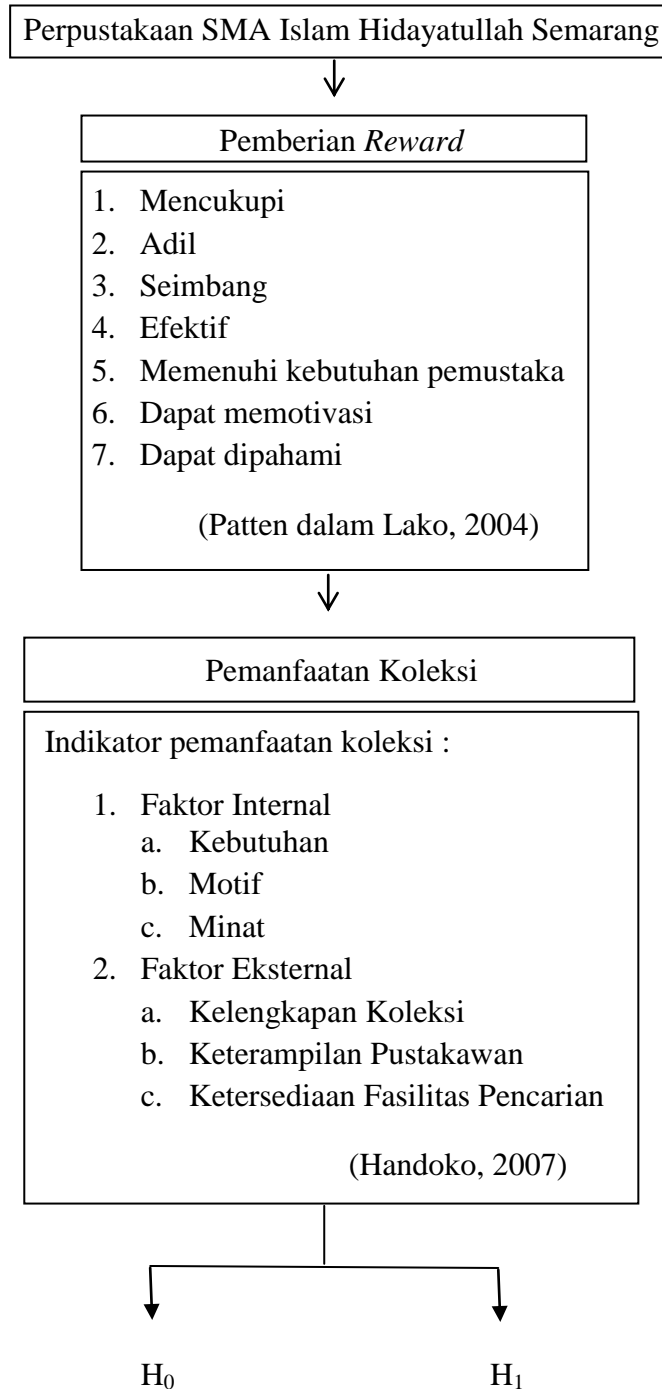 Perpustakaan SMA Islam Hidayatullah Semarang
Pemberian Reward
1. Mencukupi
2. Adil
3. Seimbang
4. Efektif
5. Memenuhi kebutuhan pemustaka
6. Dapat memotivasi
7. Dapat dipahami
(Patten dalam Lako, 2004)
Pemanfaatan Koleksi
Indikator pemanfaatan koleksi :
1. Faktor Internal
a. Kebutuhan
b. Motif
c. Minat
2. Faktor Eksternal
a. Kelengkapan Koleksi
b. Keterampilan Pustakawan
c. Ketersediaan Fasilitas Pencarian
(Handoko, 2007)
H₀ H₁